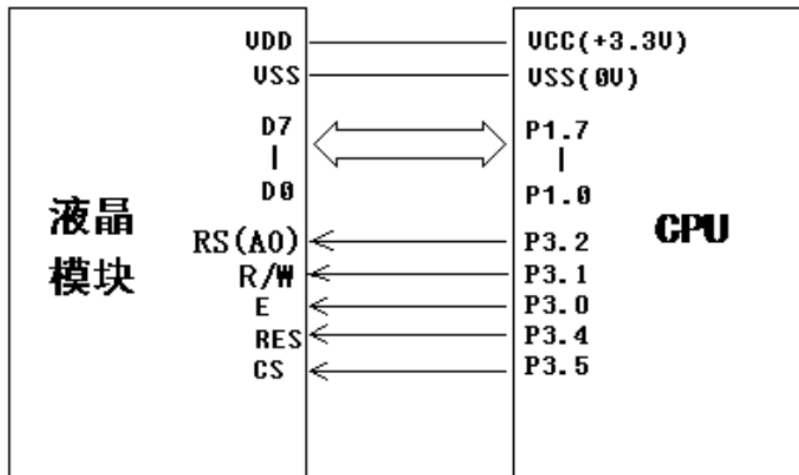 VDD VCC(+3.3V)
VSS VSS(0V)
D7 P1.7
D0 P1.0
液晶
模块
CPU
RS(A0) P3.2
R/W P3.1
E P3.0
RES P3.4
CS P3.5